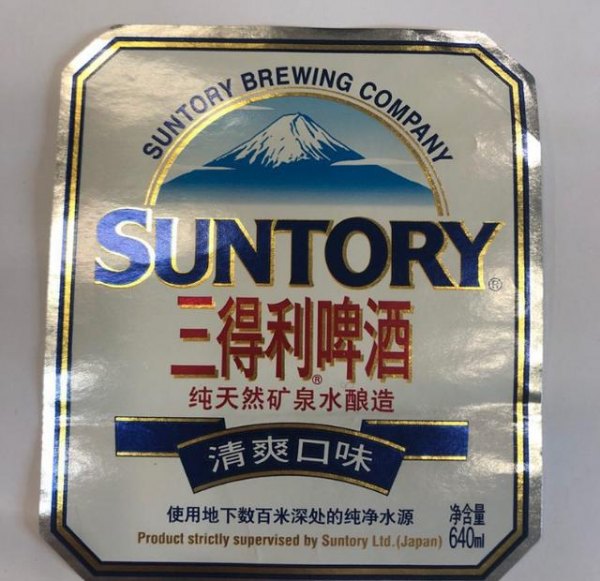 SUNTORY BREWING COMPANY
SUNTORY ®
三得利啤酒 ®
纯天然矿泉水酿造
清爽口味
使用地下数百米深处的纯净水源
Product strictly supervised by Suntory Ltd.(Japan)
净含量
640ml